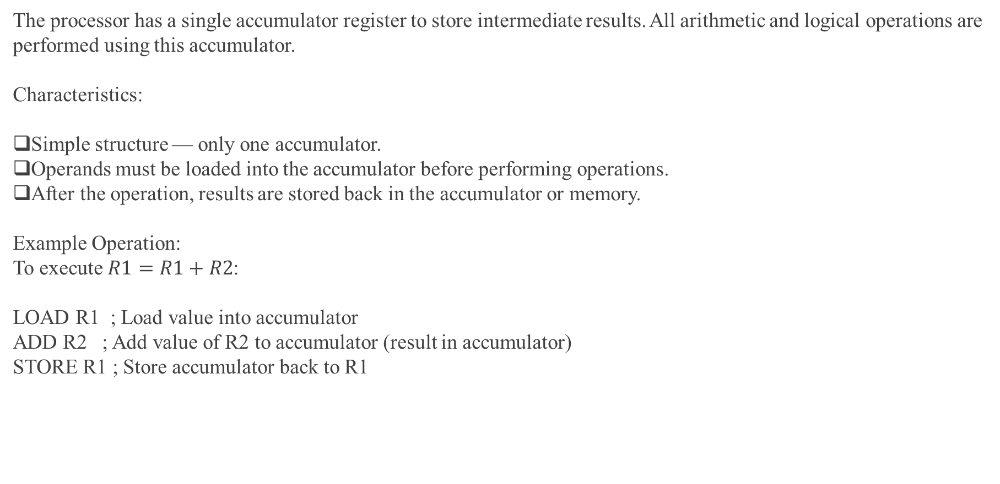 The processor has a single accumulator register to store intermediate results. All arithmetic and logical operations are
performed using this accumulator.
Characteristics:
❑Simple structure — only one accumulator.
❑Operands must be loaded into the accumulator before performing operations.
❑After the operation, results are stored back in the accumulator or memory.
Example Operation:
To execute R1 = R1 + R2:
LOAD R1  ; Load value into accumulator
ADD R2   ; Add value of R2 to accumulator (result in accumulator)
STORE R1 ; Store accumulator back to R1